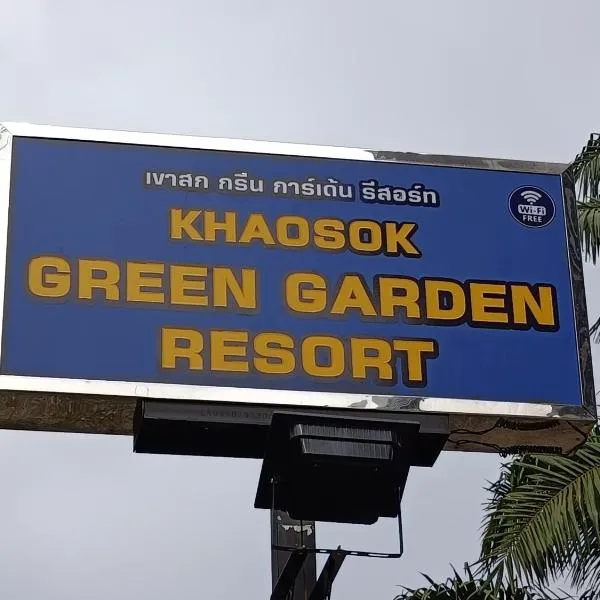 เขาสก กรีน การ์เด้น รีสอร์ท
Wi-Fi
FREE
KHAOSOK
GREEN GARDEN
RESORT